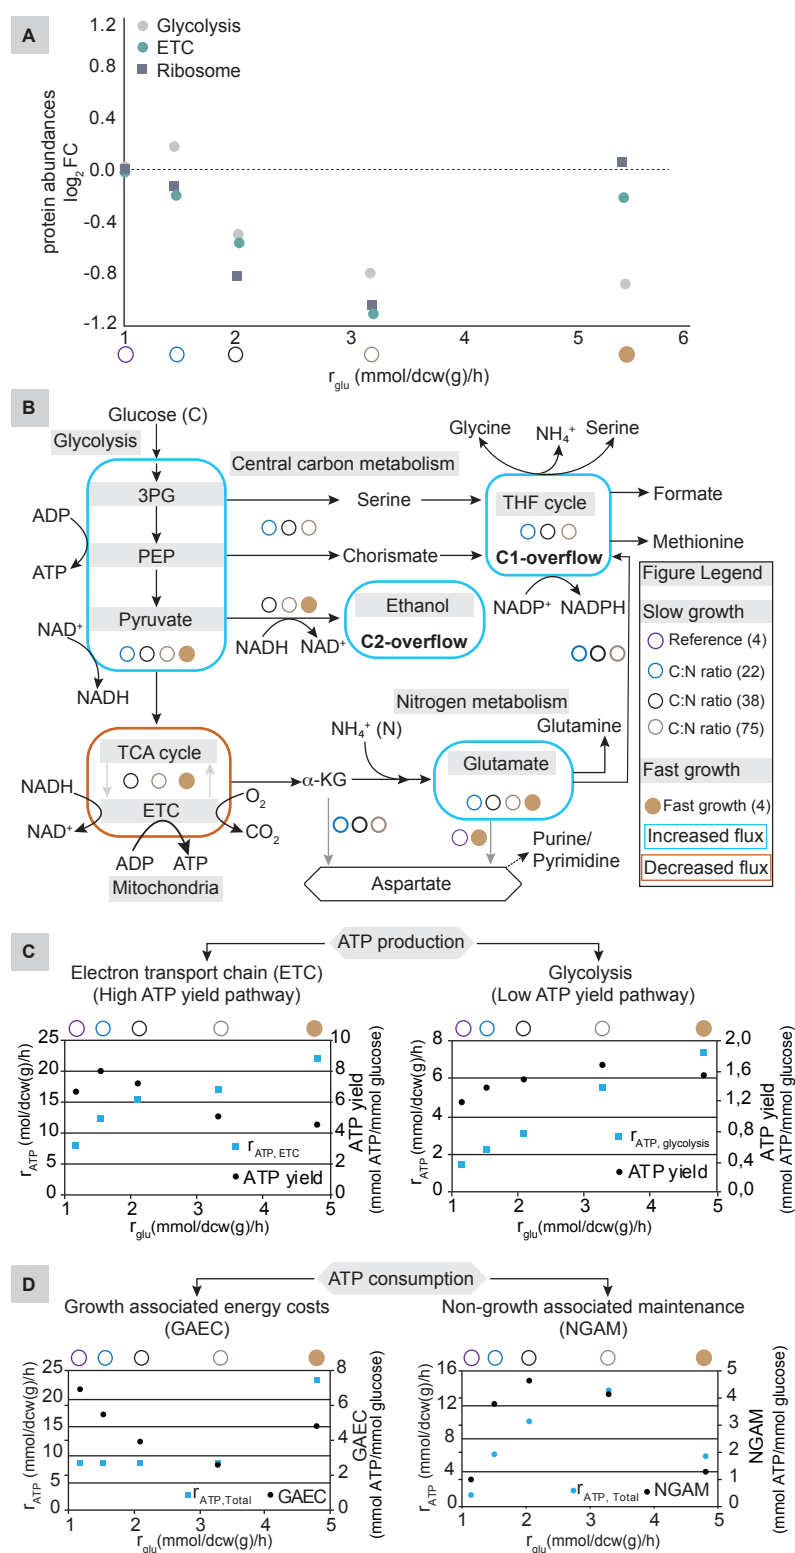 A
1.2
0.8
0.4
0.0
-0.4
-0.8
-1.2
protein abundances
log2 FC
Glycolysis
ETC
Ribosome
1 2 3 4 5 6
rglu (mmol/dcw(g)/h)
B
Glucose (C)
Glycolysis
Central carbon metabolism
Glycine
NH4+
Serine
3PG
Serine
THF cycle
Formate
ADP
ATP
PEP
Chorismate
C1-overflow
Methionine
NADP+ NADPH
Pyruvate
NAD+
NADH
NADH NAD+
Ethanol
C2-overflow
Figure Legend
Slow growth
Reference (4)
C:N ratio (22)
C:N ratio (38)
C:N ratio (75)
Fast growth
Fast growth (4)
Increased flux
Decreased flux
Nitrogen metabolism
NH4+ (N)
Glutamine
TCA cycle
NADH
NAD+
ETC
O2
CO2
α-KG
Glutamate
ADP ATP
Mitochondria
Aspartate
Purine/
Pyrimidine
C
ATP production
Electron transport chain (ETC)
(High ATP yield pathway)
25
20
15
10
5
0
rATP (mol/dcw(g)/h)
10
8
6
4
2
0
ATP yield
(mmol ATP/mmol glucose)
rATP, ETC
ATP yield
1 2 3 4 5
rglu(mmol/dcw(g)/h)
Glycolysis
(Low ATP yield pathway)
8
6
4
2
0
rATP (mmol/dcw(g)/h)
2,0
1,6
1,2
0,8
0,4
0,0
ATP yield
(mmol ATP/mmol glucose)
rATP, glycolysis
ATP yield
1 2 3 4 5
rglu(mmol/dcw(g)/h)
D
ATP consumption
Growth associated energy costs
(GAEC)
25
20
15
10
5
0
rATP (mmol/dcw(g)/h)
8
6
4
2
0
GAEC
(mmol ATP/mmol glucose)
rATP,Total
GAEC
1 2 3 4 5
rglu(mmol/dcw(g)/h)
Non-growth associated maintenance
(NGAM)
16
12
8
4
0
rATP (mmol/dcw(g)/h)
5
4
3
2
1
0
NGAM
(mmol ATP/mmol glucose)
rATP, Total
NGAM
1 2 3 4 5
rglu(mmol/dcw(g)/h)